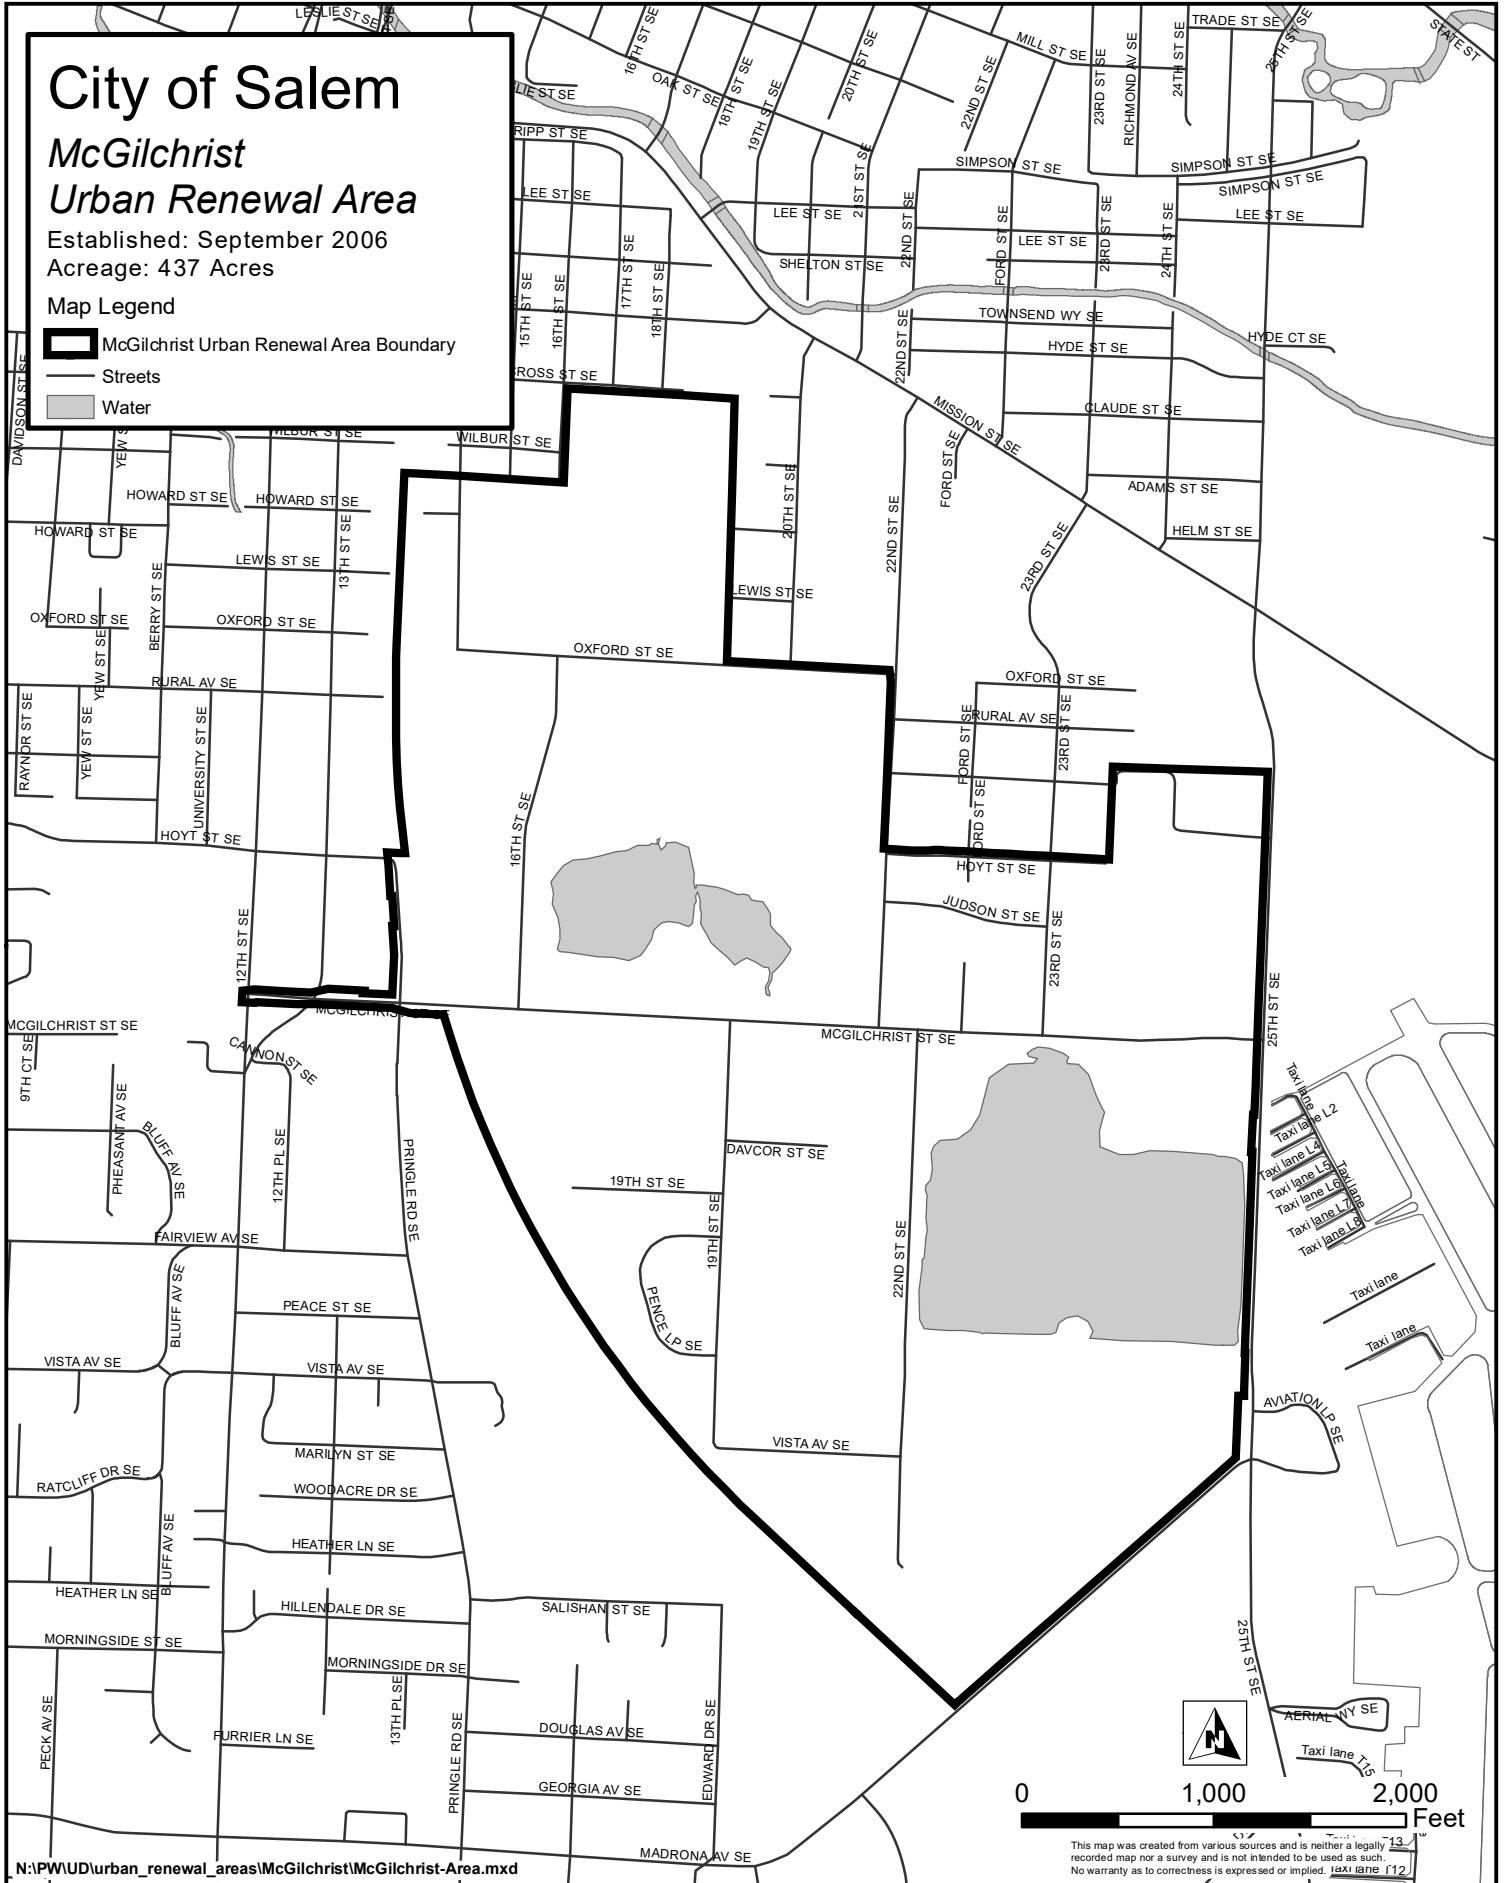 City of Salem
McGilchrist
Urban Renewal Area
Established: September 2006
Acreage: 437 Acres
Map Legend
McGilchrist Urban Renewal Area Boundary
Streets
Water
LESLIE ST SE
16TH ST SE
OAK ST SE
18TH ST SE
19TH ST SE
20TH ST SE
22ND ST SE
MILL ST SE
23RD ST SE
RICHMOND AV SE
24TH ST SE
TRADE ST SE
25TH ST SE
STATE ST
LIE ST SE
RIPP ST SE
LEE ST SE
LEE ST SE
21ST ST SE
SIMPSON ST SE
SIMPSON ST SE
SIMPSON ST SE
LEE ST SE
22ND ST SE
FORD ST SE
LEE ST SE
23RD ST SE
24TH ST SE
SHELTON ST SE
15TH ST SE
16TH ST SE
17TH ST SE
18TH ST SE
TOWNSEND WY SE
HYDE ST SE
HYDE CT SE
22ND ST SE
CROSS ST SE
CLAUDE ST SE
MISSION ST SE
DAVIDSON ST SE
YEW S
WILBUR ST SE
WILBUR ST SE
FORD ST SE
ADAMS ST SE
HELM ST SE
HOWARD ST SE
HOWARD ST SE
HOWARD ST SE
13TH ST SE
20TH ST SE
22ND ST SE
23RD ST SE
LEWIS ST SE
LEWIS ST SE
BERRY ST SE
OXFORD ST SE
OXFORD ST SE
OXFORD ST SE
OXFORD ST SE
YEW ST SE
RURAL AV SE
RURAL AV SE
RAYNOR ST SE
YEW ST SE
UNIVERSITY ST SE
FORD ST SE
23RD ST SE
FORD ST SE
HOYT ST SE
HOYT ST SE
16TH ST SE
JUDSON ST SE
12TH ST SE
23RD ST SE
25TH ST SE
MCGILCHRIST ST SE
MCGILCHRIST ST SE
MCGILCHRIST ST SE
9TH CT SE
CANNON ST SE
PHEASANT AV SE
BLUFF AV SE
12TH PL SE
PRINGLE RD SE
DAVCOR ST SE
19TH ST SE
19TH ST SE
22ND ST SE
Taxi lane
Taxi lane L2
Taxi lane L4
Taxi lane L5
Taxi lane L6
Taxi lane L7
Taxi lane L8
Taxi lane
Taxi lane
Taxi lane
FAIRVIEW AV SE
BLUFF AV SE
PEACE ST SE
PENCE LP SE
VISTA AV SE
VISTA AV SE
VISTA AV SE
AVIATION LP SE
MARILYN ST SE
RATCLIFF DR SE
WOODACRE DR SE
BLUFF AV SE
HEATHER LN SE
HEATHER LN SE
HILLENDALE DR SE
SALISHAN ST SE
MORNINGSIDE ST SE
MORNINGSIDE DR SE
25TH ST SE
PECK AV SE
13TH PL SE
PRINGLE RD SE
DOUGLAS AV SE
EDWARD DR SE
FURRIER LN SE
GEORGIA AV SE
AERIAL WY SE
Taxi lane T15
N
0 1,000 2,000
Feet
MADRONA AV SE
This map was created from various sources and is neither a legally
recorded map nor a survey and is not intended to be used as such.
No warranty as to correctness is expressed or implied.
13
Taxi lane T12
N:\PW\UD\urban_renewal_areas\McGilchrist\McGilchrist-Area.mxd